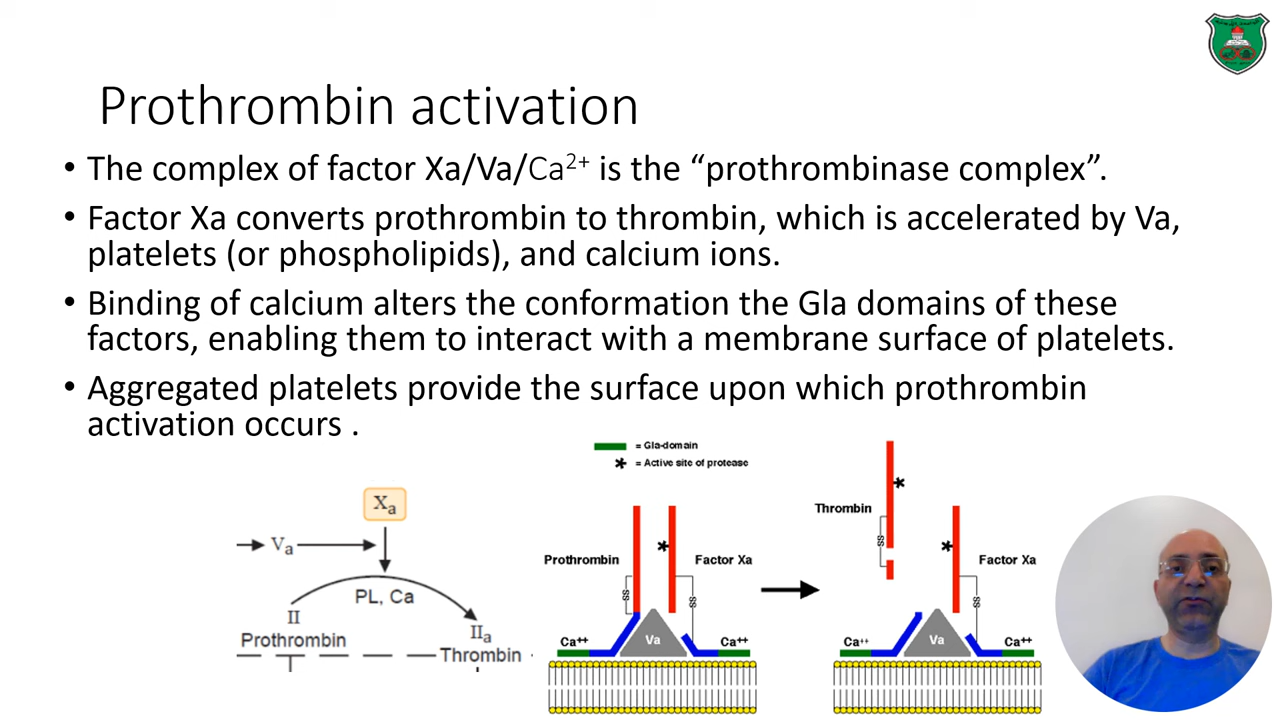 Prothrombin activation
• The complex of factor Xa/Va/Ca²⁺ is the “prothrombinase complex”.
• Factor Xa converts prothrombin to thrombin, which is accelerated by Va,
platelets (or phospholipids), and calcium ions.
• Binding of calcium alters the conformation the Gla domains of these
factors, enabling them to interact with a membrane surface of platelets.
• Aggregated platelets provide the surface upon which prothrombin
activation occurs .
Xa
Va
PL, Ca
II
Prothrombin
IIa
Thrombin
= Gla-domain
* = Active site of protease
Prothrombin
*
Factor Xa
SS
SS
Ca++
Va
Ca++
Thrombin
*
SS
*
Factor Xa
SS
Ca++
Va
Ca++